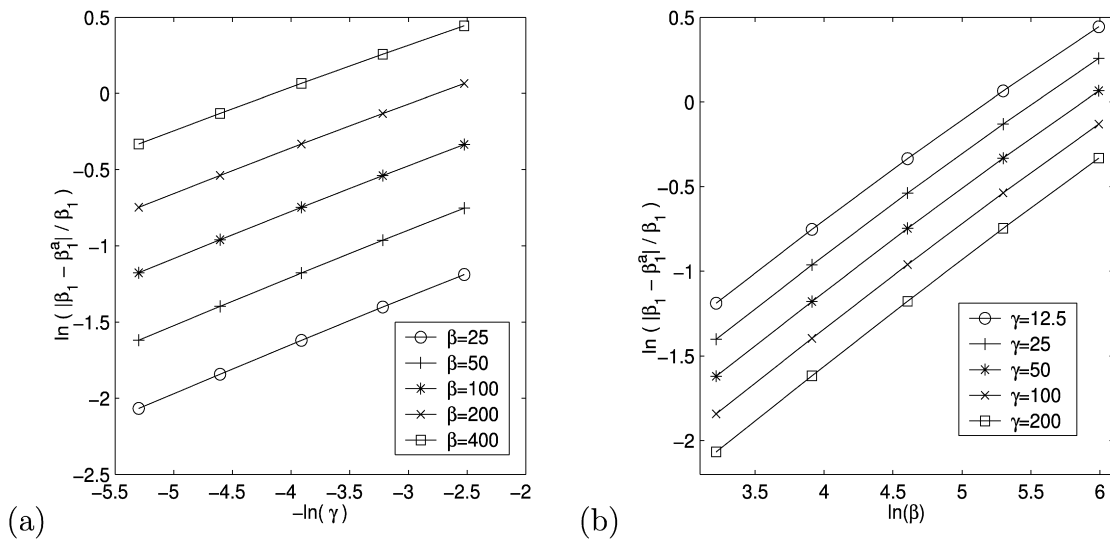 0.5
0
−0.5
−1
−1.5
−2
−2.5
−5.5 −5 −4.5 −4 −3.5 −3 −2.5 −2
−ln( γ )
ln ( |β₁ − β₁ᵃ| / β₁ )
β=25
β=50
β=100
β=200
β=400
(a)
0.5
0
−0.5
−1
−1.5
−2
3.5 4 4.5 5 5.5 6
ln(β)
ln ( |β₁ − β₁ᵃ| / β₁ )
γ=12.5
γ=25
γ=50
γ=100
γ=200
(b)